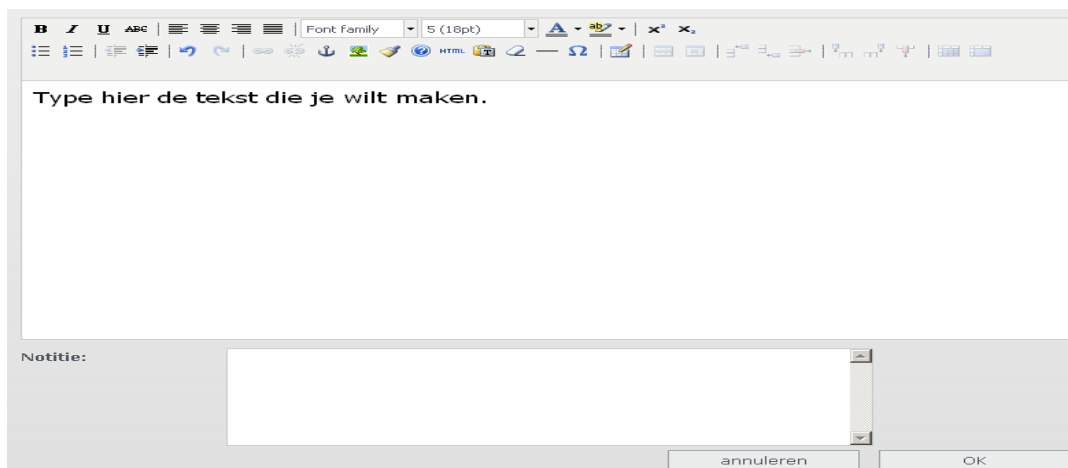 B I U ABC Font family 5 (18pt) A ab x² x₂
HTML Ω
Type hier de tekst die je wilt maken.
Notitie:
annuleren OK